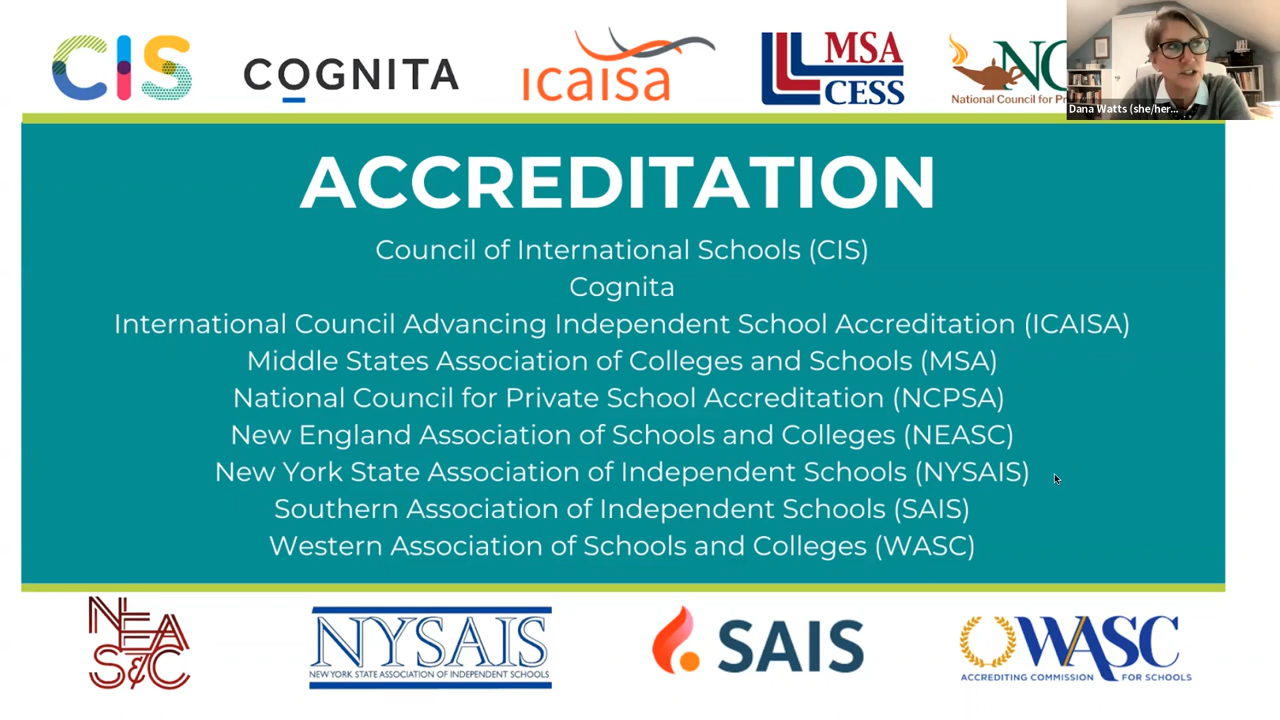 CIS
COGNITA
icaisa
MSA
CESS
NC
National Council for Pr
Dana Watts (she/her...
ACCREDITATION
Council of International Schools (CIS)
Cognita
International Council Advancing Independent School Accreditation (ICAISA)
Middle States Association of Colleges and Schools (MSA)
National Council for Private School Accreditation (NCPSA)
New England Association of Schools and Colleges (NEASC)
New York State Association of Independent Schools (NYSAIS)
Southern Association of Independent Schools (SAIS)
Western Association of Schools and Colleges (WASC)
NEA
S&C
NYSAIS
NEW YORK STATE ASSOCIATION OF INDEPENDENT SCHOOLS
SAIS
WASC
ACCREDITING COMMISSION FOR SCHOOLS